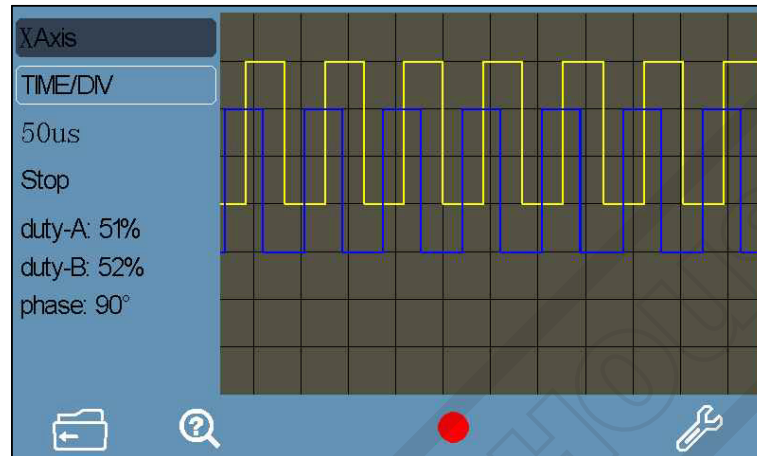 XAxis
TIME/DIV
50us
Stop
duty-A: 51%
duty-B: 52%
phase: 90°
?